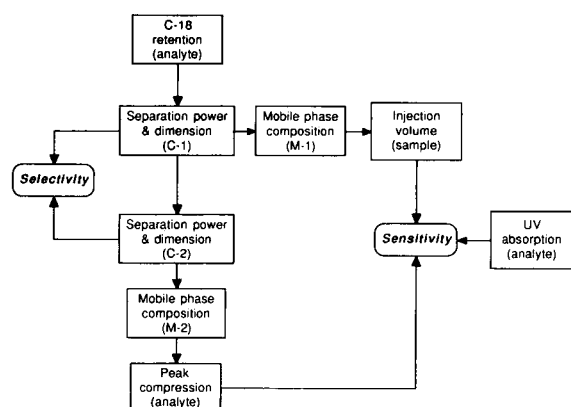 C-18
retention
(analyte)
Separation power
& dimension
(C-1)
Mobile phase
composition
(M-1)
Injection
volume
(sample)
Selectivity
Separation power
& dimension
(C-2)
Sensitivity
UV
absorption
(analyte)
Mobile phase
composition
(M-2)
Peak
compression
(analyte)